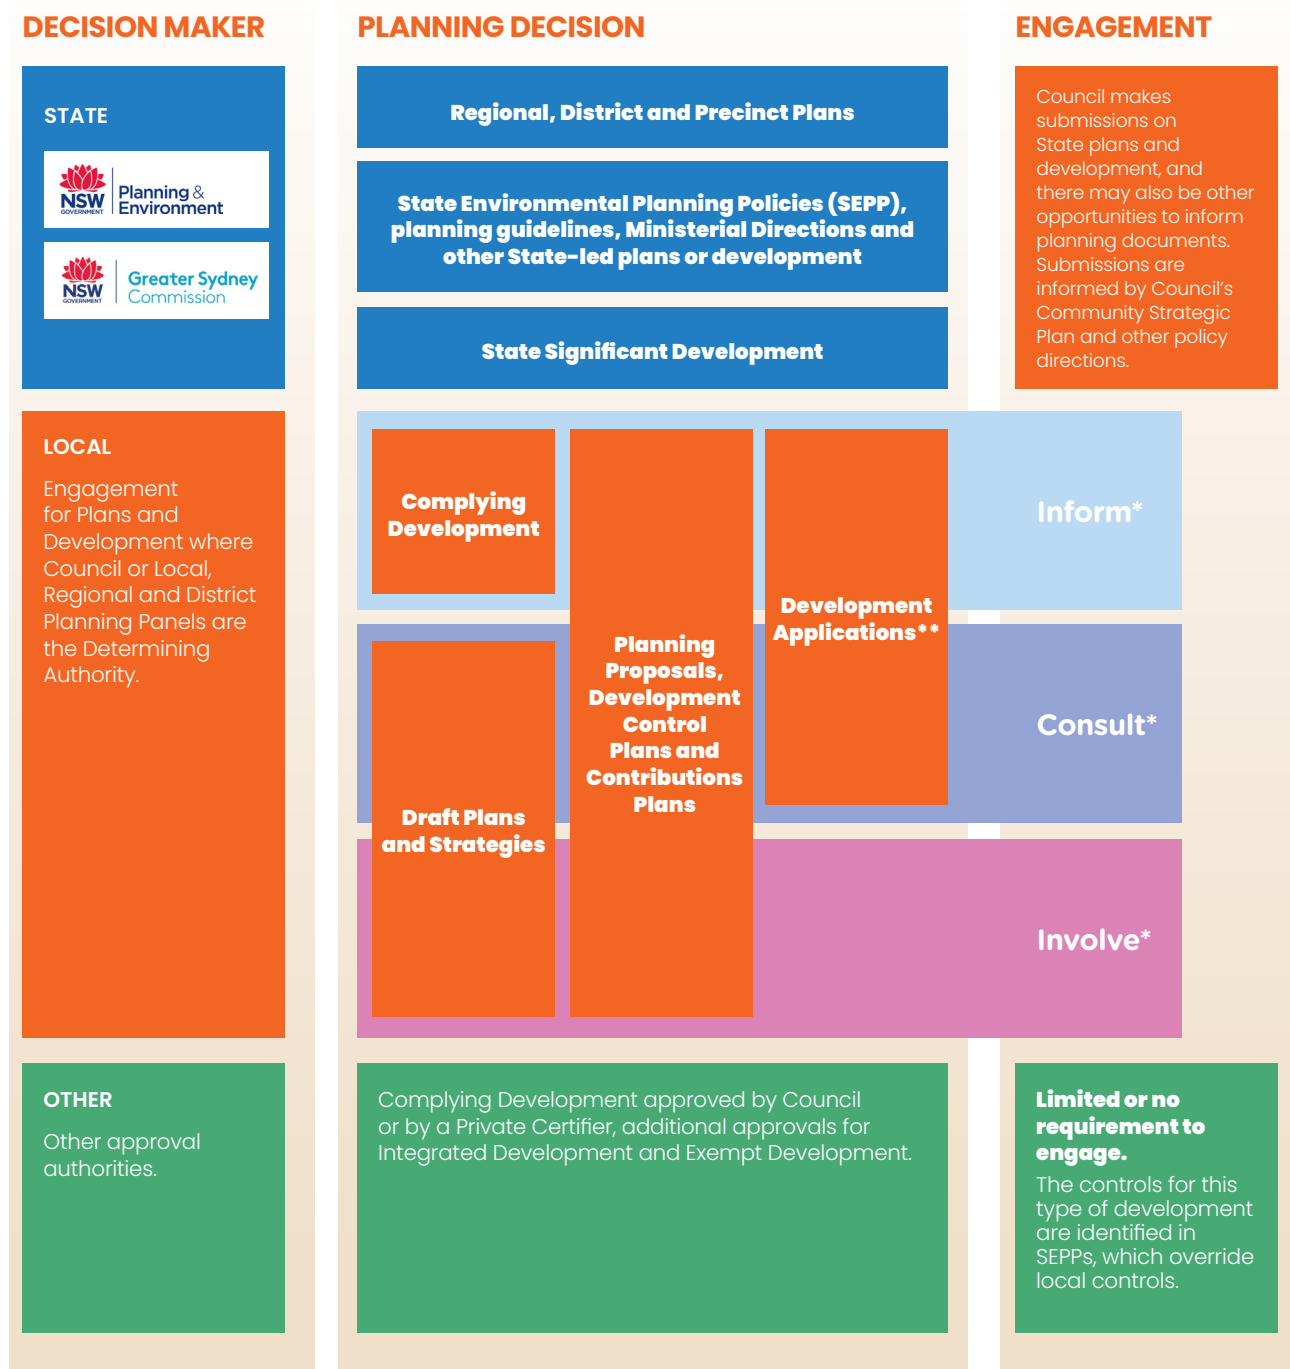 DECISION MAKER
PLANNING DECISION
ENGAGEMENT
STATE
NSW
GOVERNMENT
Planning &
Environment
NSW
GOVERNMENT
Greater Sydney
Commission
Regional, District and Precinct Plans
State Environmental Planning Policies (SEPP),
planning guidelines, Ministerial Directions and
other State-led plans or development
State Significant Development
Council makes
submissions on
State plans and
development, and
there may also be other
opportunities to inform
planning documents.
Submissions are
informed by Council’s
Community Strategic
Plan and other policy
directions.
LOCAL
Engagement
for Plans and
Development where
Council or Local,
Regional and District
Planning Panels are
the Determining
Authority.
Complying
Development
Draft Plans
and Strategies
Planning
Proposals,
Development
Control
Plans and
Contributions
Plans
Development
Applications**
Inform*
Consult*
Involve*
OTHER
Other approval
authorities.
Complying Development approved by Council
or by a Private Certifier, additional approvals for
Integrated Development and Exempt Development.
Limited or no
requirement to
engage.
The controls for this
type of development
are identified in
SEPPs, which override
local controls.